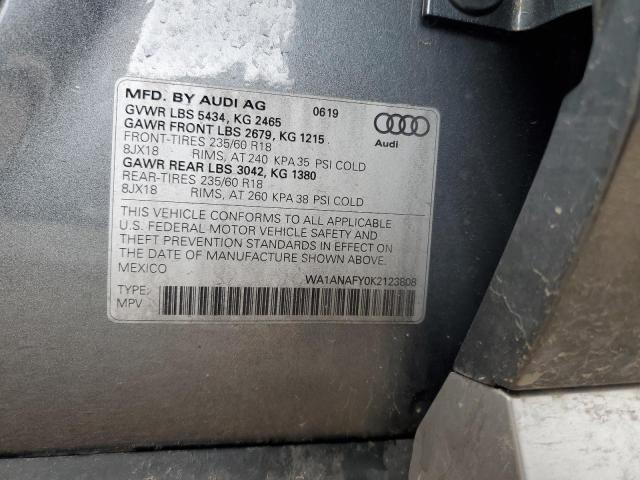 MFD. BY AUDI AG 0619
GVWR LBS 5434, KG 2465
GAWR FRONT LBS 2679, KG 1215
FRONT-TIRES 235/60 R18
8JX18 RIMS, AT 240 KPA 35 PSI COLD
GAWR REAR LBS 3042, KG 1380
REAR-TIRES 235/60 R18
8JX18 RIMS, AT 260 KPA 38 PSI COLD
Audi
THIS VEHICLE CONFORMS TO ALL APPLICABLE
U.S. FEDERAL MOTOR VEHICLE SAFETY AND
THEFT PREVENTION STANDARDS IN EFFECT ON
THE DATE OF MANUFACTURE SHOWN ABOVE.
MEXICO
WA1ANAFY0K2123808
TYPE:
MPV